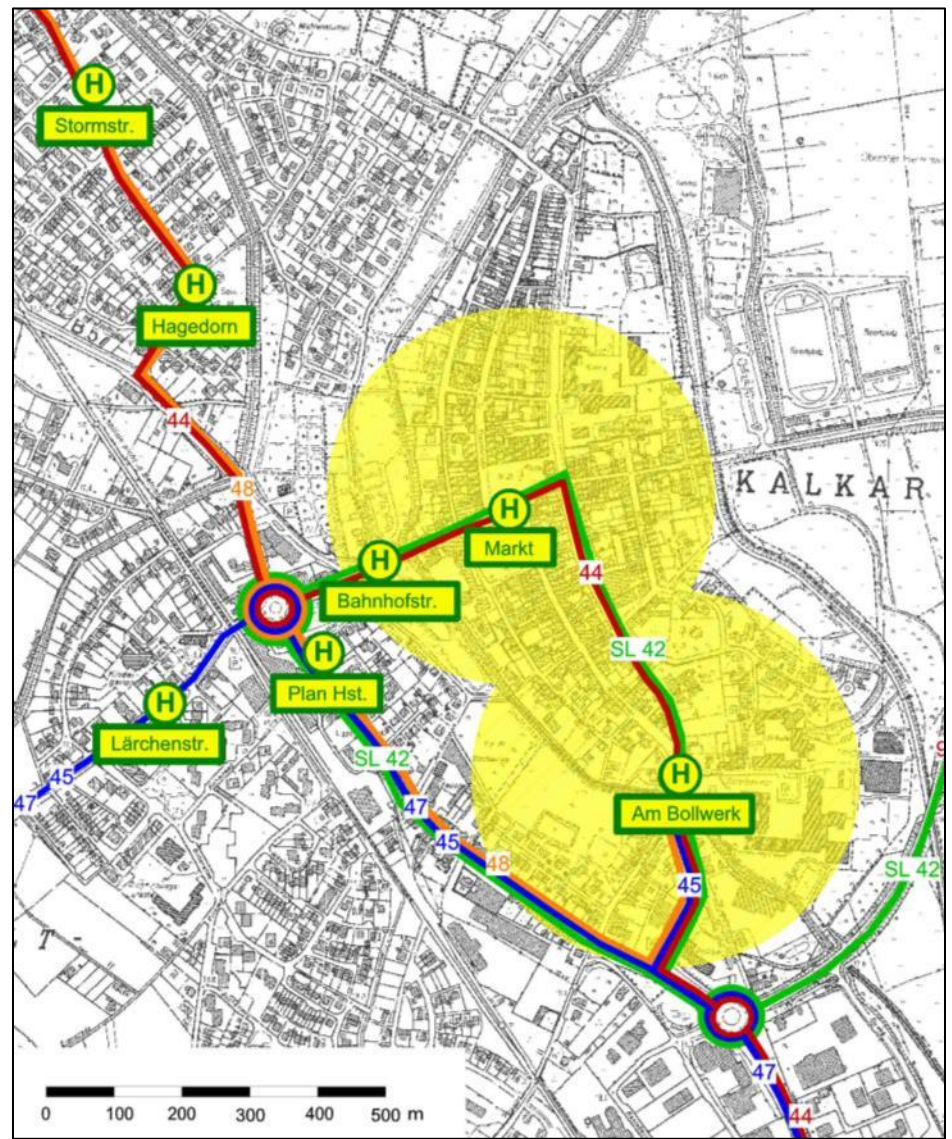 H
Stormstr.
H
Hagedorn
44
48
KALKAR
H
Markt
H
Bahnhofstr.
44
SL 42
H
Plan Hst.
H
Lärchenstr.
SL 42
45
47
47
45
48
H
Am Bollwerk
45
SL 42
47
44
0 100 200 300 400 500 m